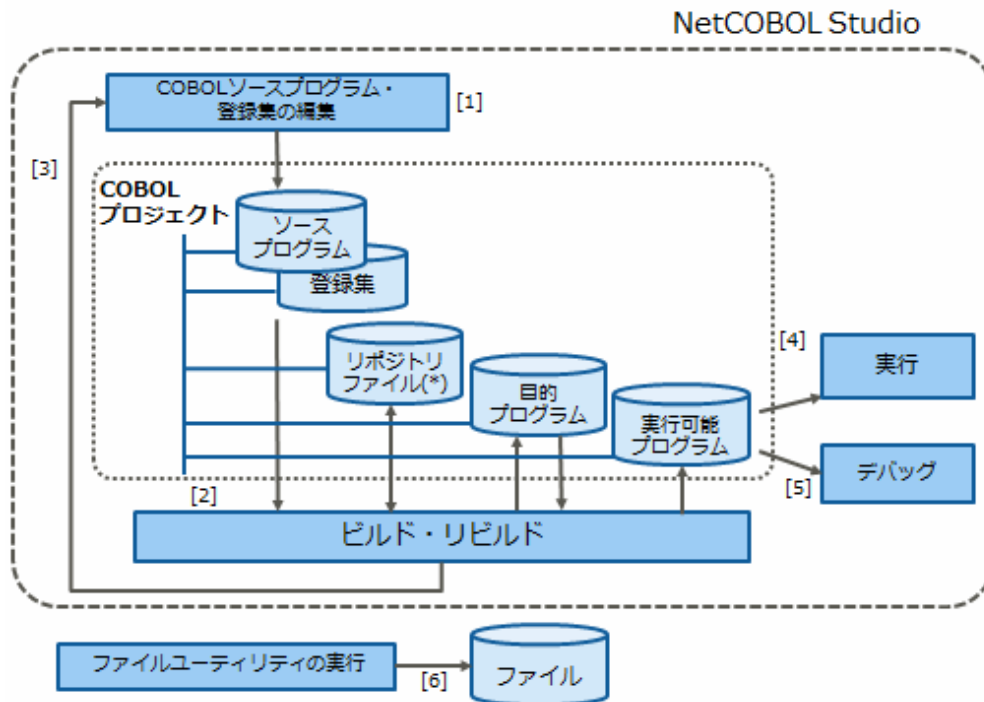 NetCOBOL Studio
COBOLソースプログラム・
登録集の編集
[1]
[3]
COBOL
プロジェクト
ソース
プログラム
登録集
リポジトリ
ファイル(*)
目的
プログラム
実行可能
プログラム
[4]
実行
[5]
デバッグ
[2]
ビルド・リビルド
ファイルユーティリティの実行
[6]
ファイル